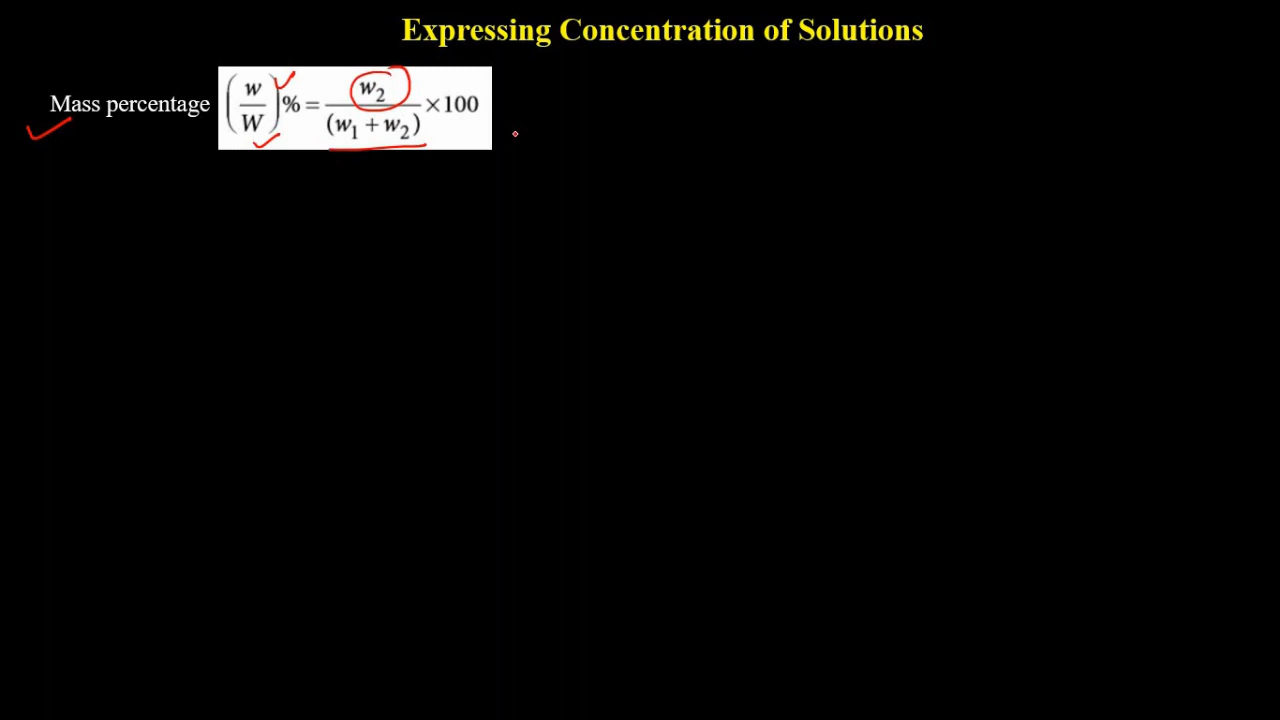 Expressing Concentration of Solutions
Mass percentage (w/W)% = w₂/(w₁ + w₂) ×100